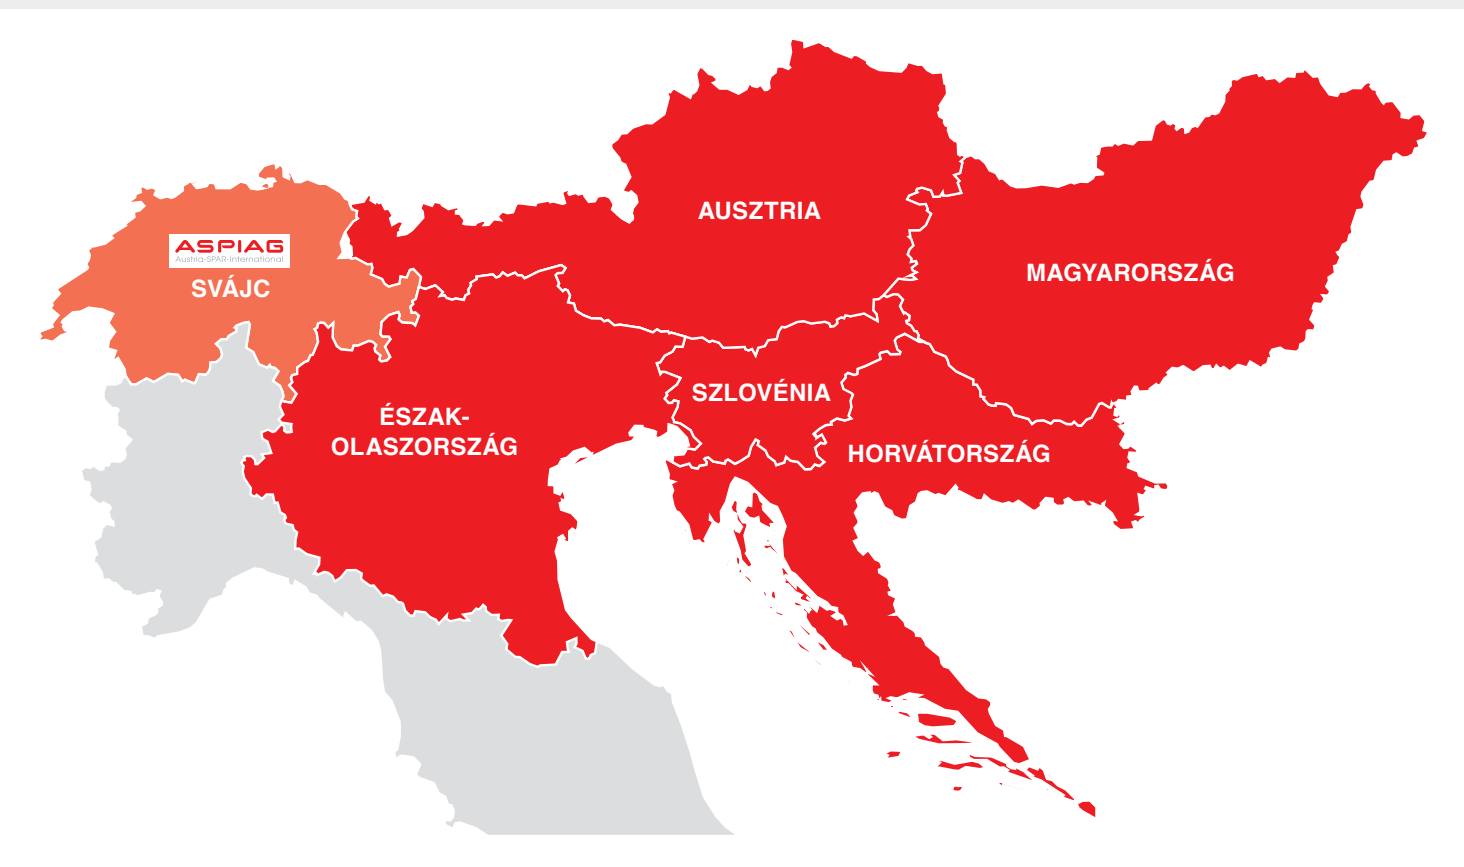 AUSZTRIA
ASPIAG
Austria-SPAR-International
SVÁJC
MAGYARORSZÁG
SZLOVÉNIA
ÉSZAK-
OLASZORSZÁG
HORVÁTORSZÁG